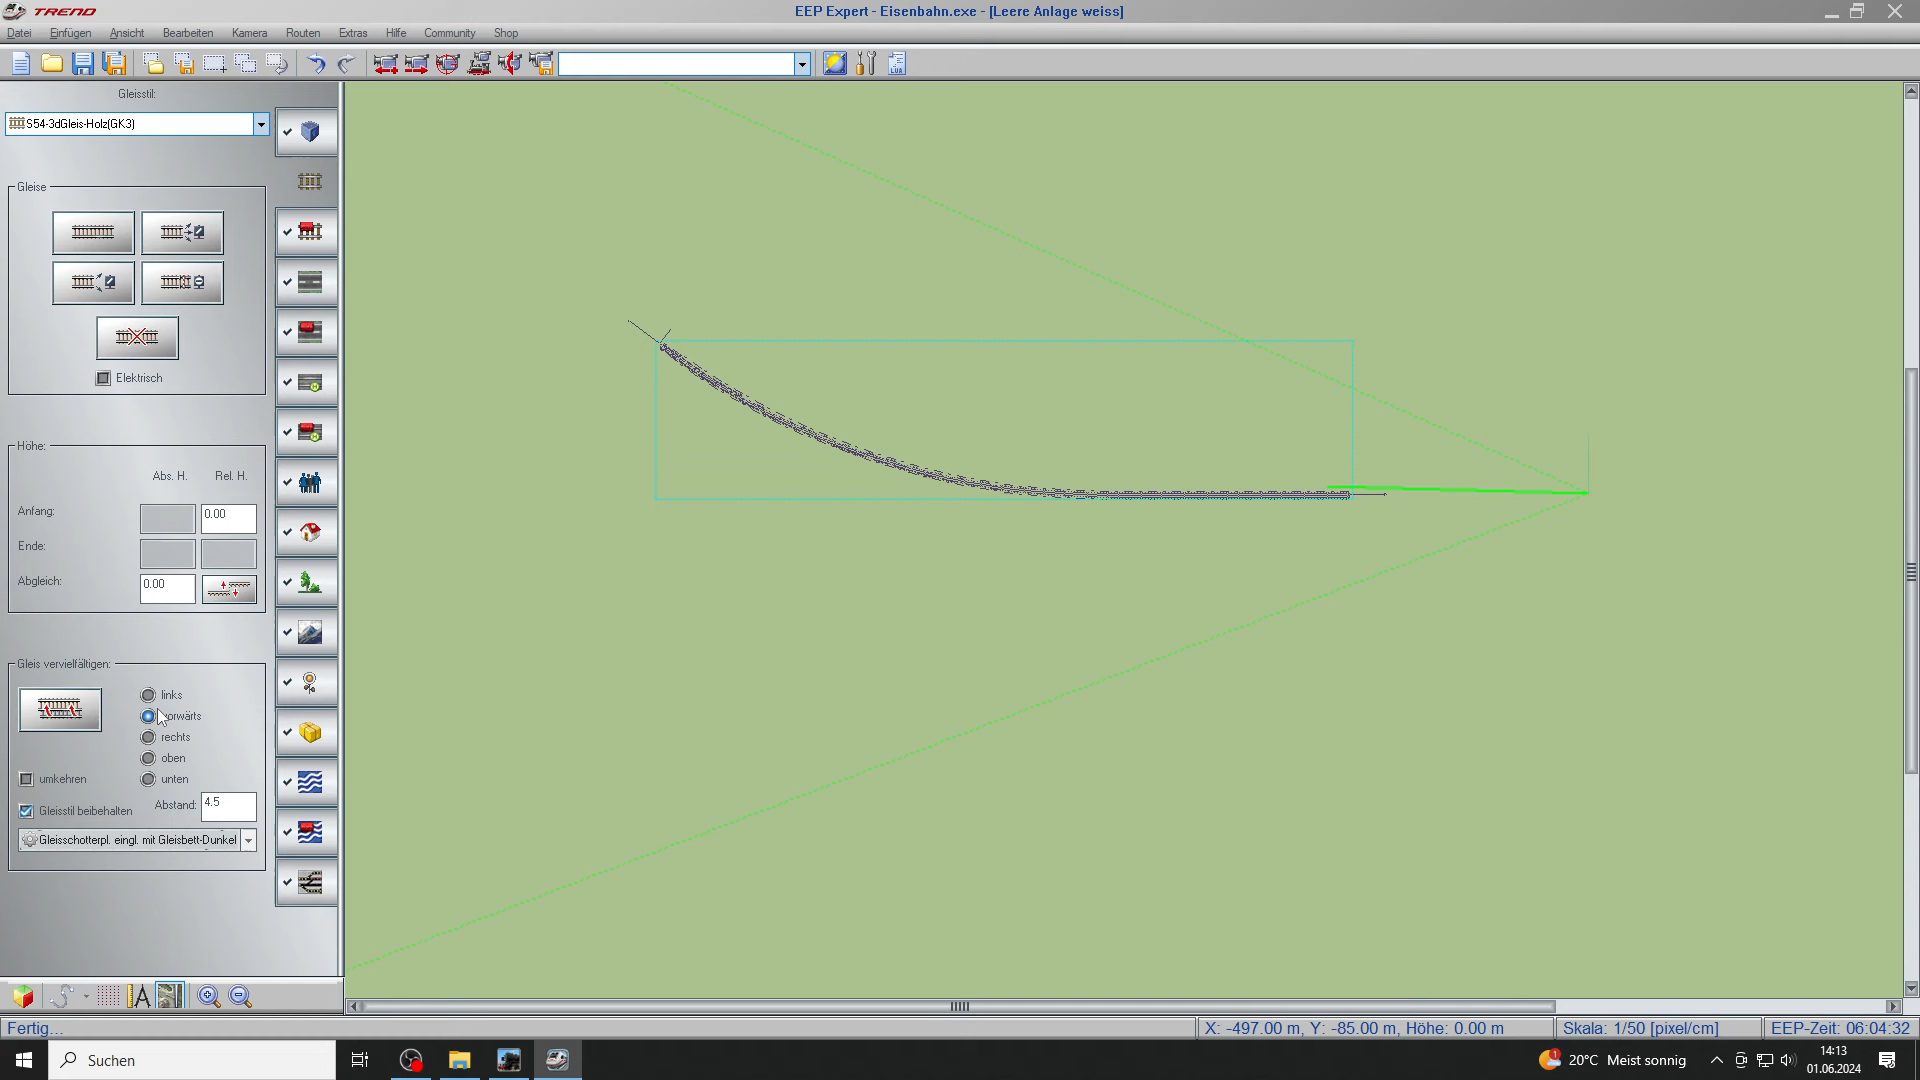 TREND
EEP Expert - Eisenbahn.exe - [Leere Anlage weiss]
Datei Einfügen Ansicht Bearbeiten Kamera Routen Extras Hilfe Community Shop
LUA
Gleisstil:
S54-3dGleis-Holz(GK3)
Gleise
Elektrisch
Höhe:
Abs. H. Rel. H.
Anfang: 0.00
Ende:
Abgleich: 0.00
Gleis vervielfältigen:
links
vorwärts
rechts
oben
umkehren unten
Gleisstil beibehalten Abstand: 4.5
Gleisschotterpl. eingl. mit Gleisbett-Dunkel
Fertig... X: -497.00 m, Y: -85.00 m, Höhe: 0.00 m Skala: 1/50 [pixel/cm] EEP-Zeit: 06:04:32
Suchen 1 20°C Meist sonnig 14:13
01.06.2024